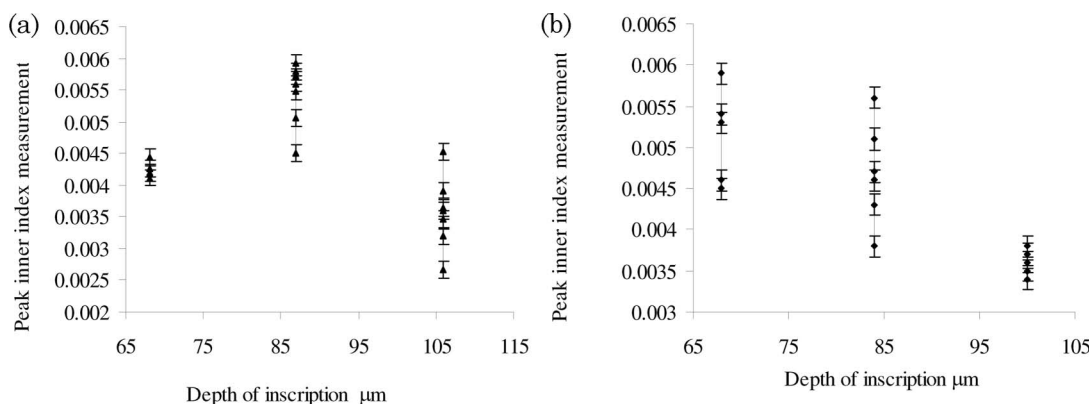 (a)
Peak inner index measurement
0.0065
0.006
0.0055
0.005
0.0045
0.004
0.0035
0.003
0.0025
0.002
65 75 85 95 105 115
Depth of inscription μm
(b)
Peak inner index measurement
0.0065
0.006
0.0055
0.005
0.0045
0.004
0.0035
0.003
65 75 85 95 105
Depth of inscription μm